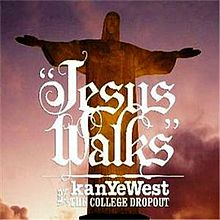 “Jesus
Walks”
kanYeWest
THE COLLEGE DROPOUT